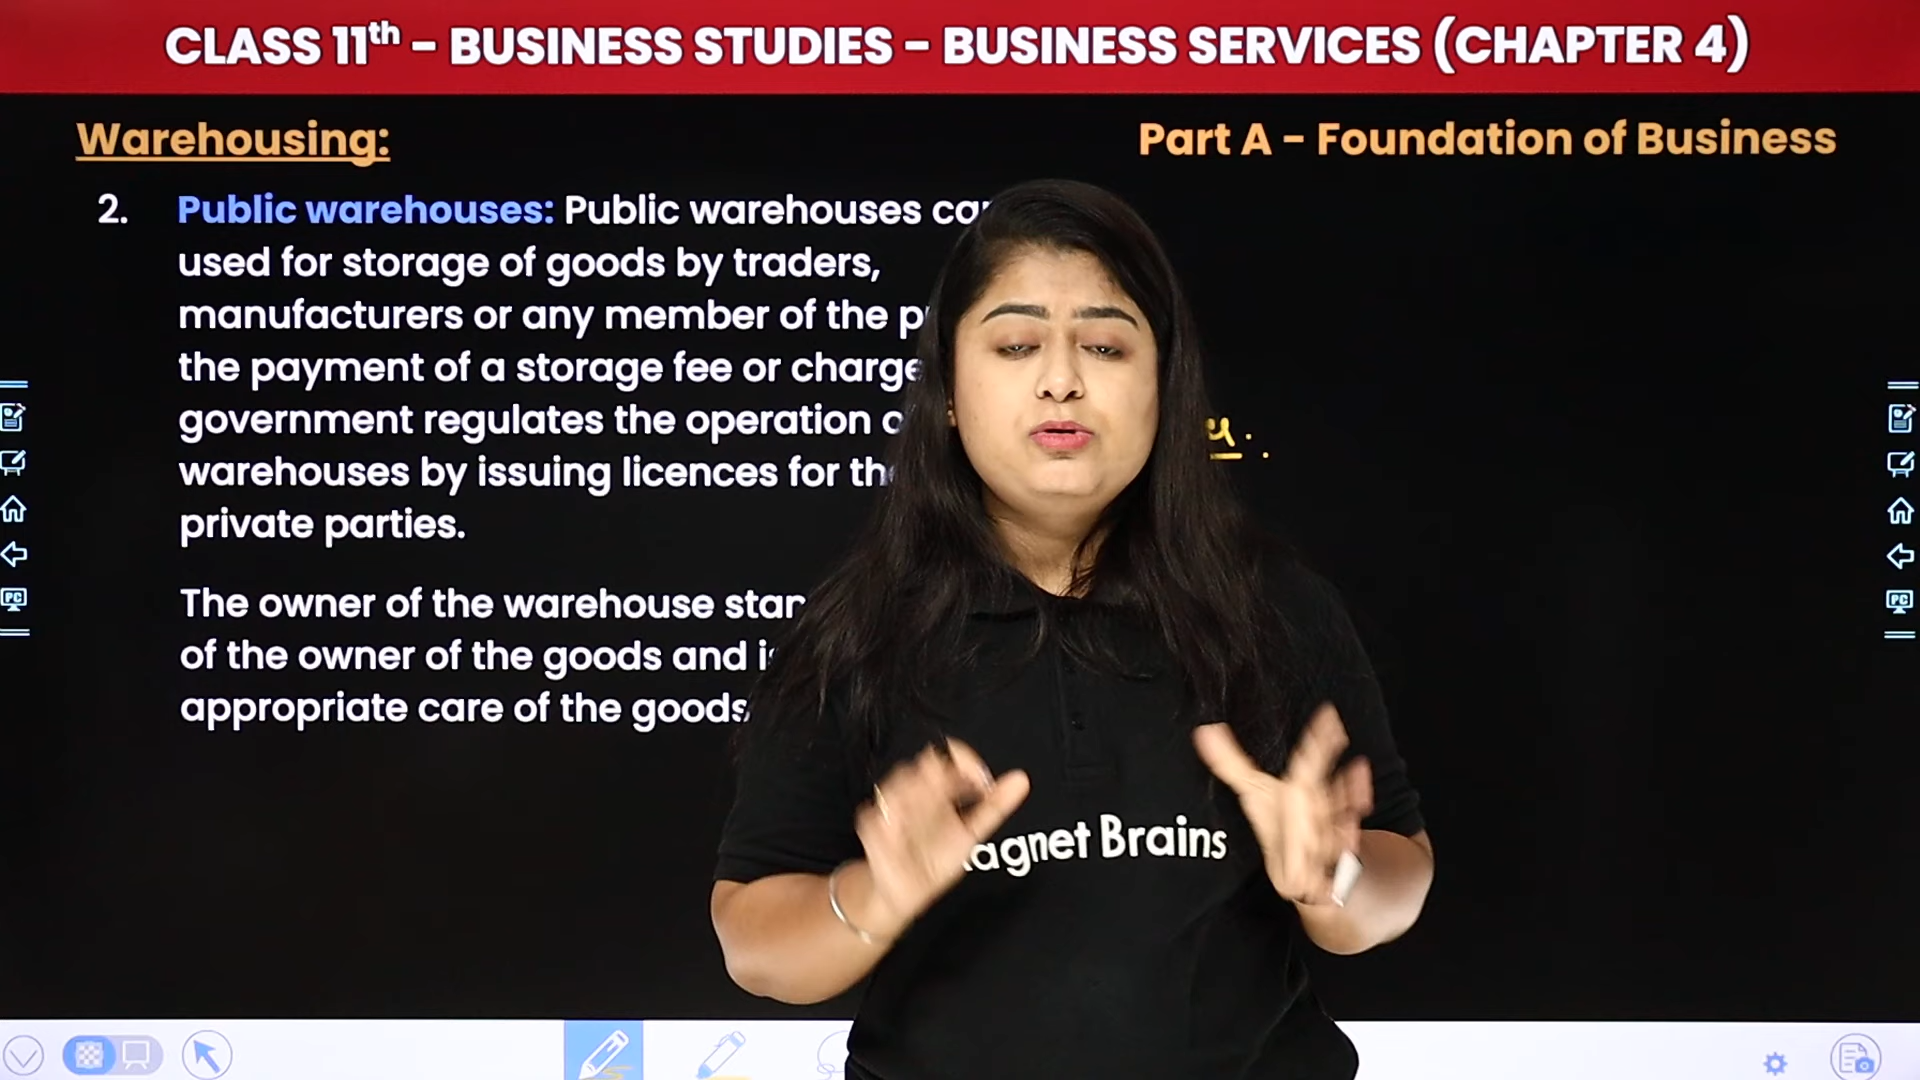 CLASS 11th - BUSINESS STUDIES - BUSINESS SERVICES (CHAPTER 4)
Warehousing:
Part A - Foundation of Business
2. Public warehouses: Public warehouses
used for storage of goods by traders,
manufacturers or any member of the
the payment of a storage fee or
government regulates the operation
warehouses by issuing licences for
private parties.
The owner of the warehouse
of the owner of the goods and
appropriate care of the goods
agnet Brains
PC
PC